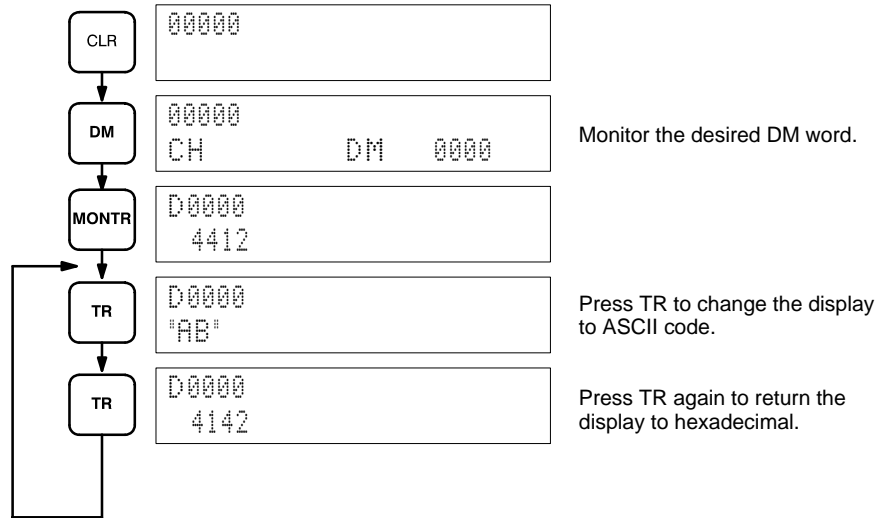 CLR
00000
DM
00000
CH DM 0000
Monitor the desired DM word.
MONTR
D0000
4412
TR
D0000
"AB"
Press TR to change the display
to ASCII code.
TR
D0000
4142
Press TR again to return the
display to hexadecimal.